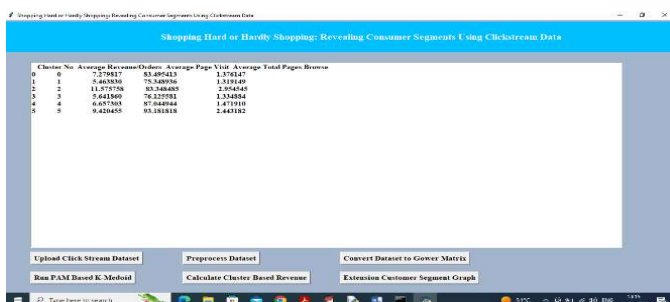 Shopping Hard or Hardly Shopping: Revealing Consumer Segments Using Clickstream Data
Shopping Hard or Hardly Shopping: Revealing Consumer Segments Using Clickstream Data
Cluster No Average Revenue/Orders Average Page Visit Average Total Pages Browse
0 0 7.279817 83.495413 1.376147
1 1 5.463830 75.348936 1.319149
2 2 11.575758 83.348485 2.954545
3 3 5.641860 76.125581 1.334884
4 4 6.657303 87.044944 1.471910
5 5 9.420455 93.181818 2.443182
Upload Click Stream Dataset
Preprocess Dataset
Convert Dataset to Gower Matrix
Run PAM Based K-Medoid
Calculate Cluster Based Revenue
Extension Customer Segment Graph
Type here to search
31°C
ENG